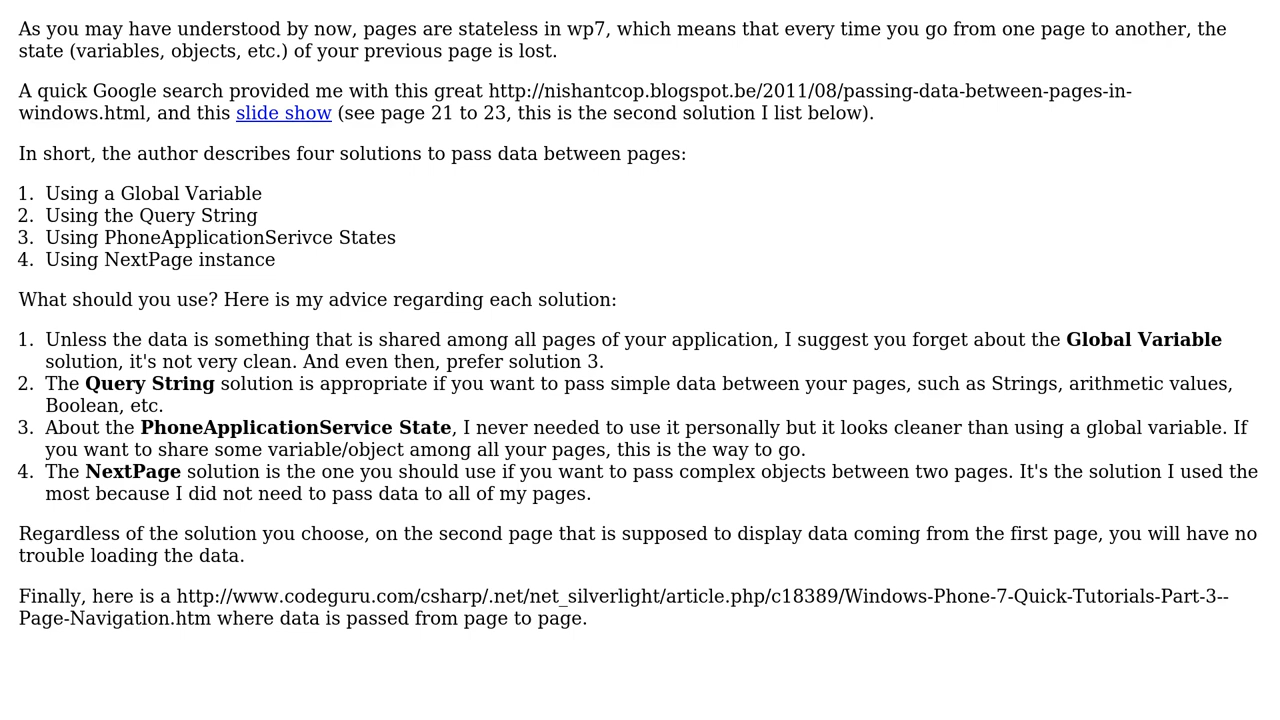 As you may have understood by now, pages are stateless in wp7, which means that every time you go from one page to another, the
state (variables, objects, etc.) of your previous page is lost.
A quick Google search provided me with this great http://nishantcop.blogspot.be/2011/08/passing-data-between-pages-in-
windows.html, and this slide show (see page 21 to 23, this is the second solution I list below).
In short, the author describes four solutions to pass data between pages:
1. Using a Global Variable
2. Using the Query String
3. Using PhoneApplicationSerivce States
4. Using NextPage instance
What should you use? Here is my advice regarding each solution:
1. Unless the data is something that is shared among all pages of your application, I suggest you forget about the Global Variable
solution, it's not very clean. And even then, prefer solution 3.
2. The Query String solution is appropriate if you want to pass simple data between your pages, such as Strings, arithmetic values,
Boolean, etc.
3. About the PhoneApplicationService State, I never needed to use it personally but it looks cleaner than using a global variable. If
you want to share some variable/object among all your pages, this is the way to go.
4. The NextPage solution is the one you should use if you want to pass complex objects between two pages. It's the solution I used the
most because I did not need to pass data to all of my pages.
Regardless of the solution you choose, on the second page that is supposed to display data coming from the first page, you will have no
trouble loading the data.
Finally, here is a http://www.codeguru.com/csharp/.net/net_silverlight/article.php/c18389/Windows-Phone-7-Quick-Tutorials-Part-3--
Page-Navigation.htm where data is passed from page to page.